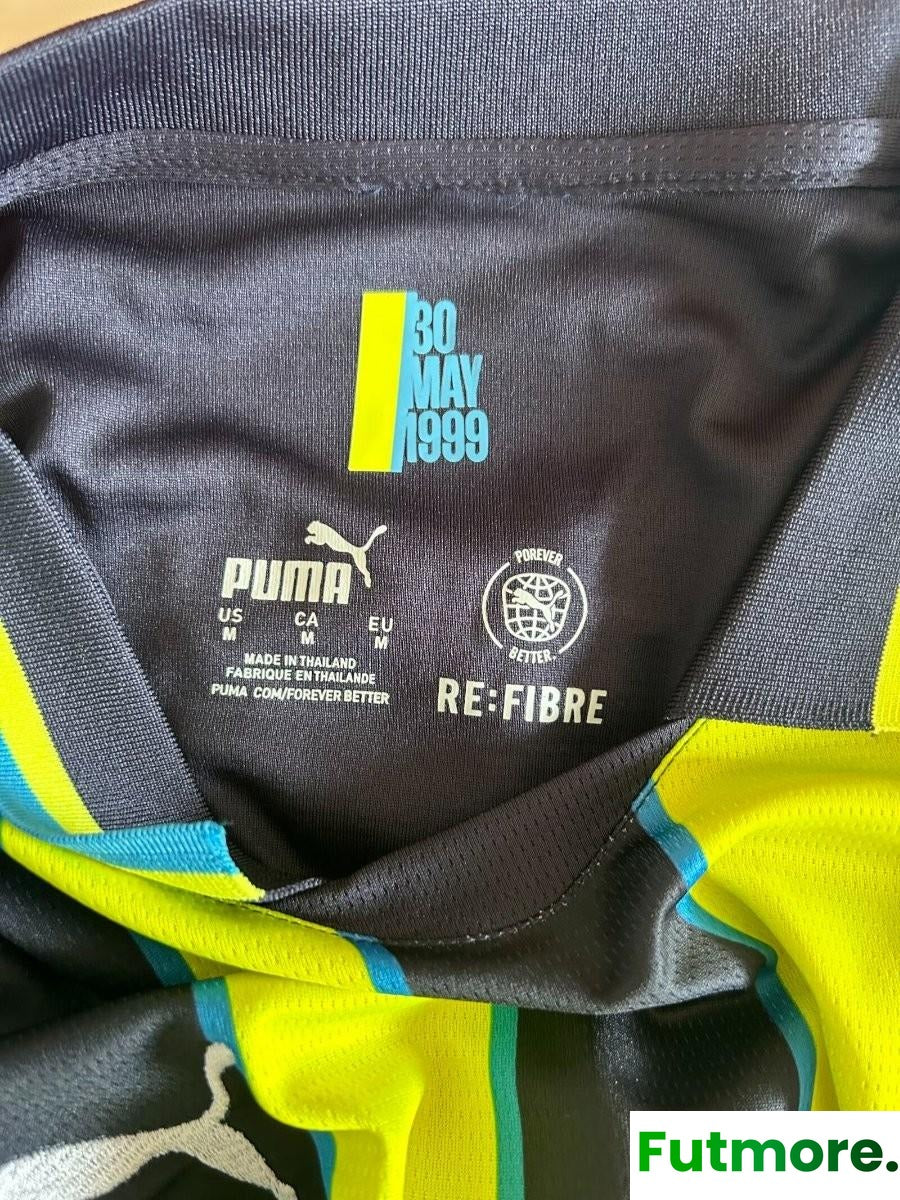 30
MAY
1999
PUMA
US CA EU
M M M
MADE IN THAILAND
FABRIQUE EN THAILANDE
PUMA COM/FOREVER BETTER
FOREVER
BETTER.
RE:FIBRE
Futmore.